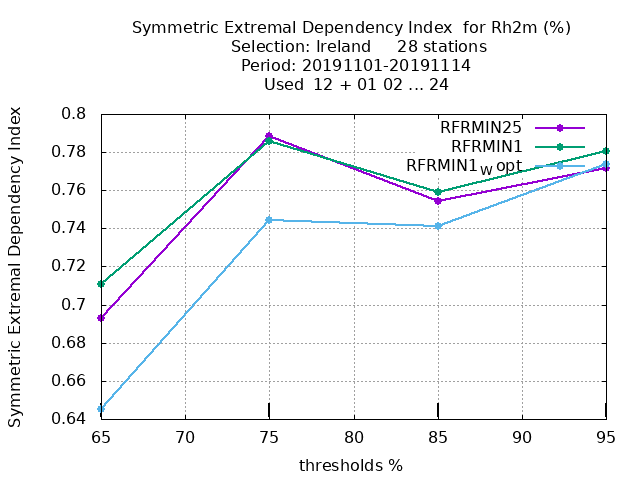 Symmetric Extremal Dependency Index  for Rh2m (%)
Selection: Ireland     28 stations
Period: 20191101-20191114
Used  12 + 01 02 ... 24
Symmetric Extremal Dependency Index
0.8
0.78
0.76
0.74
0.72
0.7
0.68
0.66
0.64
RFRMIN25
RFRMIN1
RFRMIN1wopt
65 70 75 80 85 90 95
thresholds %